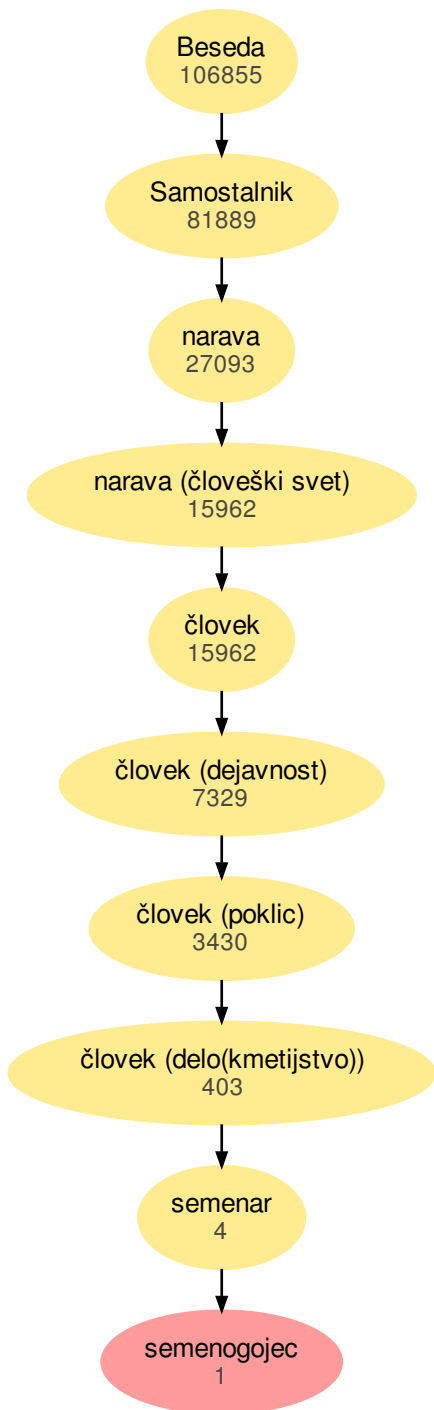 Beseda
106855
Samostalnik
81889
narava
27093
narava (človeški svet)
15962
človek
15962
človek (dejavnost)
7329
človek (poklic)
3430
človek (delo(kmetijstvo))
403
semenar
4
semenogojec
1